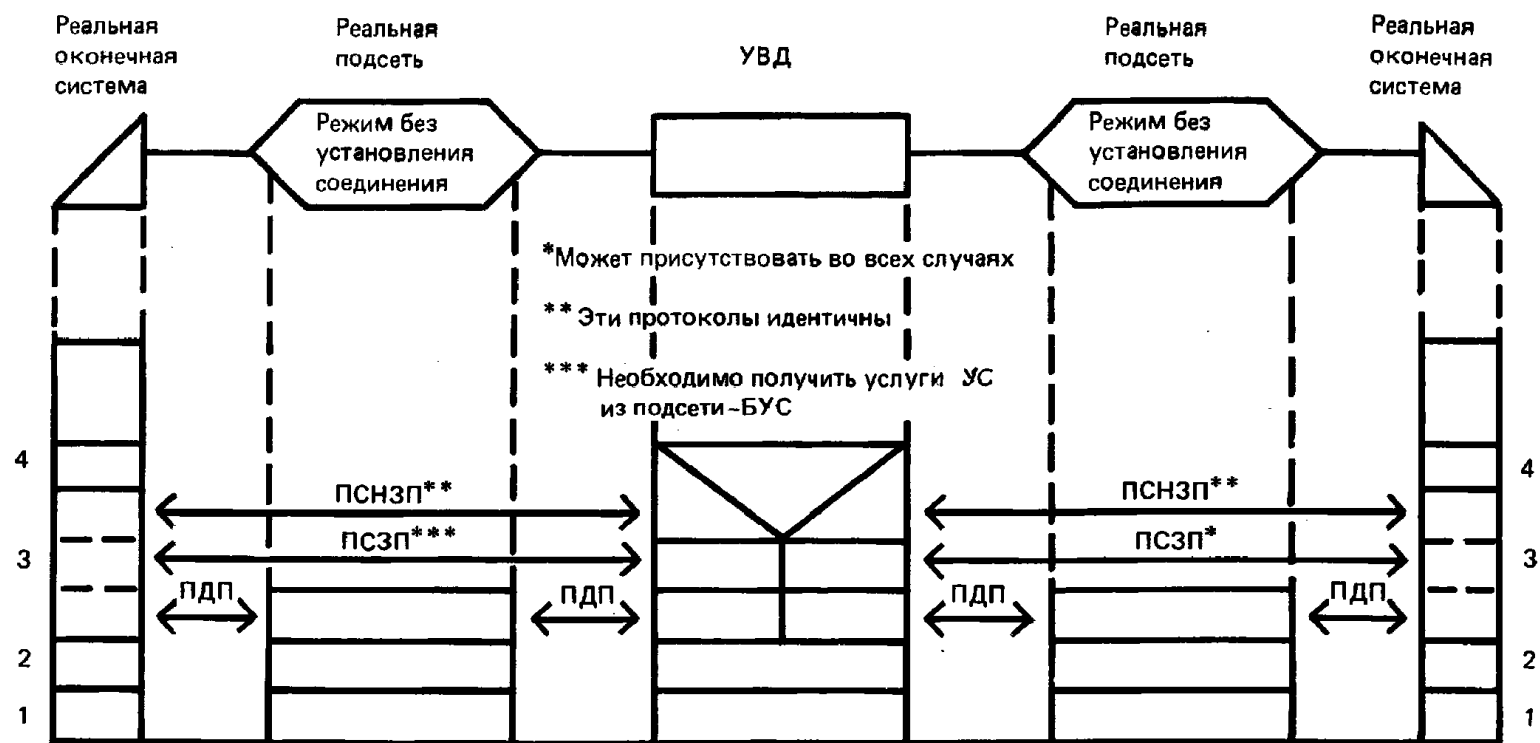 Реальная
оконечная
система
Реальная
подсеть
УВД
Реальная
подсеть
Реальная
оконечная
система
Режим без
установления
соединения
Режим без
установления
соединения
*Может присутствовать во всех случаях
** Эти протоколы идентичны
*** Необходимо получить услуги УС
из подсети-БУС
4
4
ПСНЗП**
ПСНЗП**
ПСЗП***
ПСЗП*
3
3
ПДП
ПДП
ПДП
ПДП
2
2
1
1